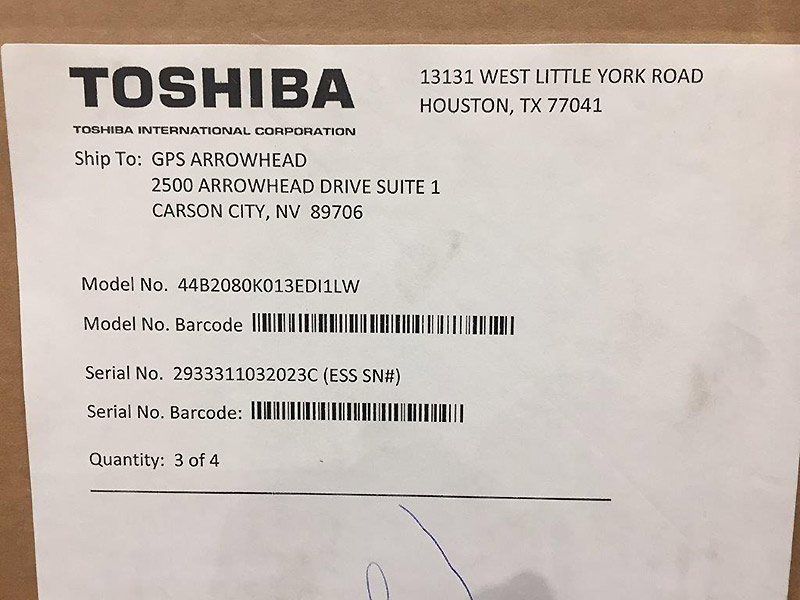 TOSHIBA
TOSHIBA INTERNATIONAL CORPORATION
13131 WEST LITTLE YORK ROAD
HOUSTON, TX 77041
Ship To: GPS ARROWHEAD
2500 ARROWHEAD DRIVE SUITE 1
CARSON CITY, NV 89706
Model No. 44B2080K013EDI1LW
Model No. Barcode
Serial No. 2933311032023C (ESS SN#)
Serial No. Barcode:
Quantity: 3 of 4